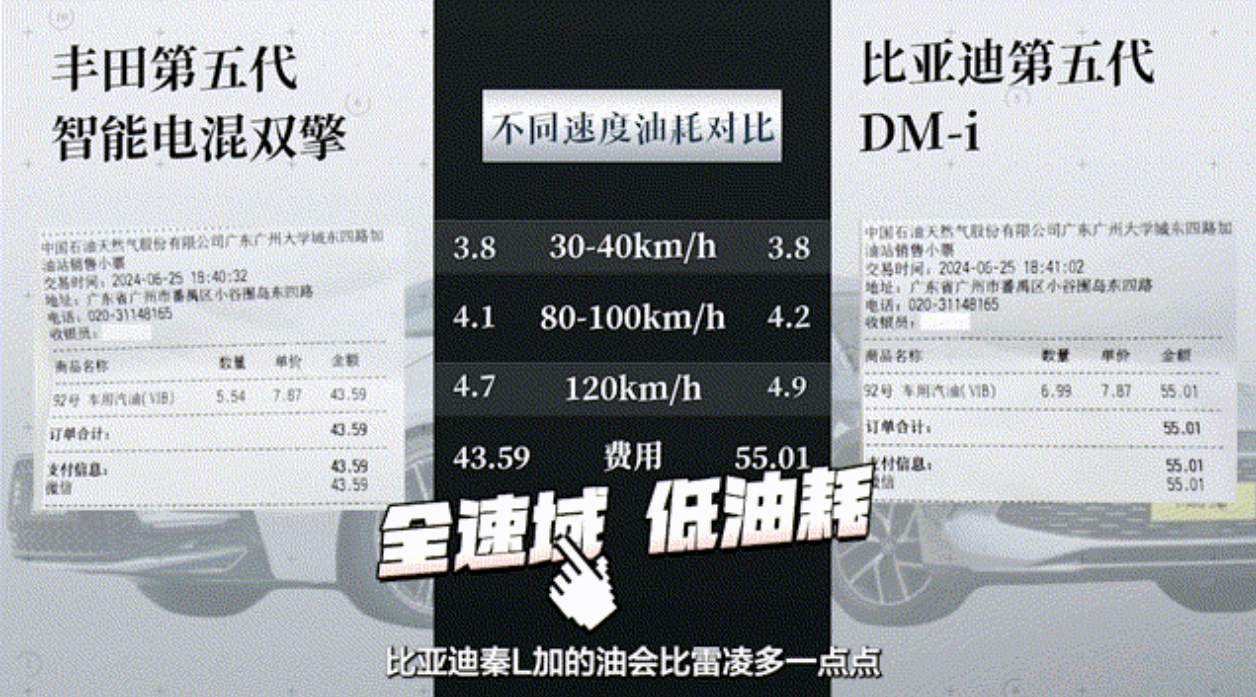 丰田第五代
智能电混双擎
中国石油天然气股份有限公司广东广州大学城东四路加
油站销售小票
交易时间：2024-06-25 18:40:32
地址：广东省广州市番禺区小谷围岛东四路
电话：020-31148165
收银员：
商品名称 数量 单价 金额
92号 车用汽油(VIB) 5.54 7.87 43.59
订单合计： 43.59
支付信息： 43.59
微信 43.59
不同速度油耗对比
3.8 30-40km/h 3.8
4.1 80-100km/h 4.2
4.7 120km/h 4.9
43.59 费用 55.01
比亚迪第五代
DM-i
中国石油天然气股份有限公司广东广州大学城东四路加
油站销售小票
交易时间：2024-06-25 18:41:02
地址：广东省广州市番禺区小谷围岛东四路
电话：020-31148165
收银员：
商品名称 数量 单价 金额
92号 车用汽油(VIB) 6.99 7.87 55.01
订单合计： 55.01
支付信息： 55.01
微信 55.01
全速域 低油耗
比亚迪秦L加的油会比雷凌多一点点